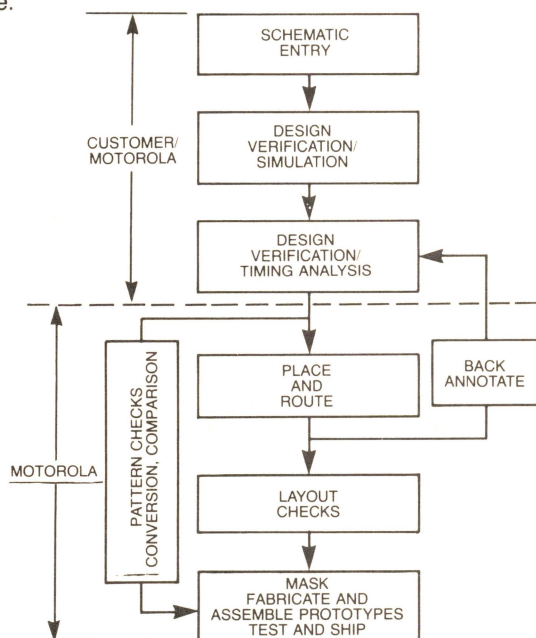 e.
SCHEMATIC
ENTRY
CUSTOMER/
MOTOROLA
DESIGN
VERIFICATION/
SIMULATION
DESIGN
VERIFICATION/
TIMING ANALYSIS
PATTERN CHECKS
CONVERSION, COMPARISON
PLACE
AND
ROUTE
BACK
ANNOTATE
MOTOROLA
LAYOUT
CHECKS
MASK
FABRICATE AND
ASSEMBLE PROTOTYPES
TEST AND SHIP